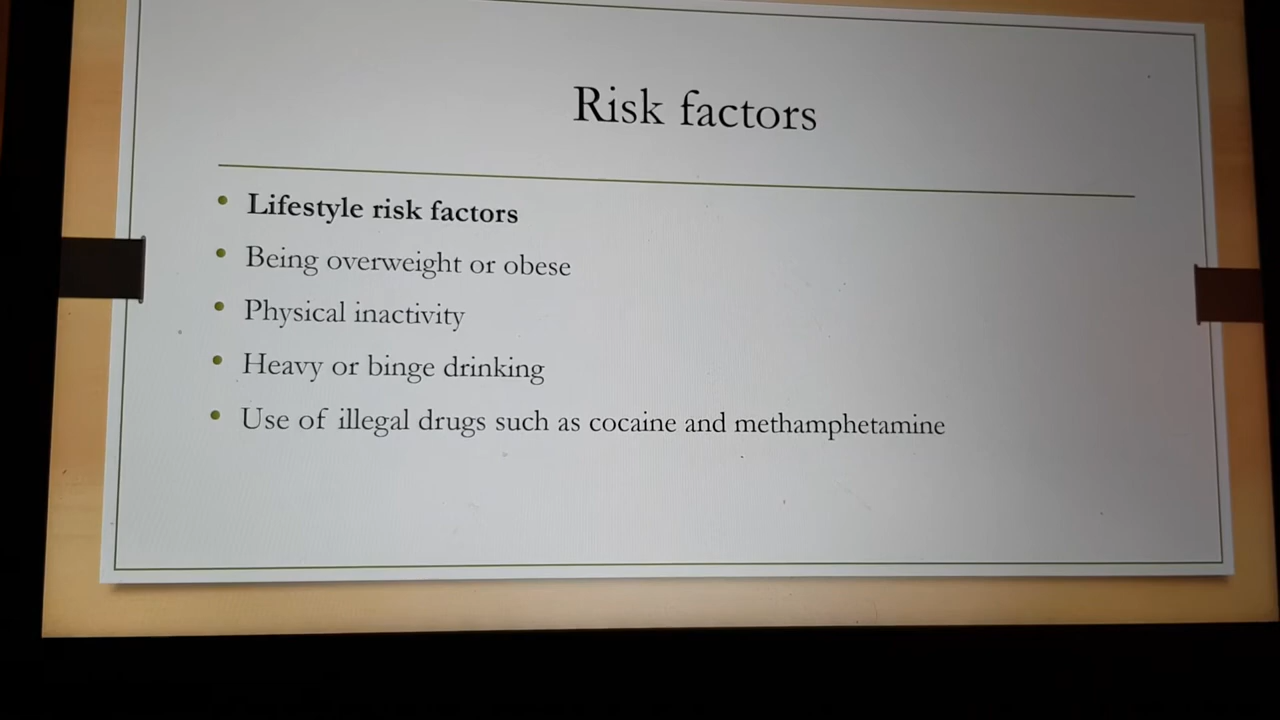 Risk factors
Lifestyle risk factors
Being overweight or obese
Physical inactivity
Heavy or binge drinking
Use of illegal drugs such as cocaine and methamphetamine